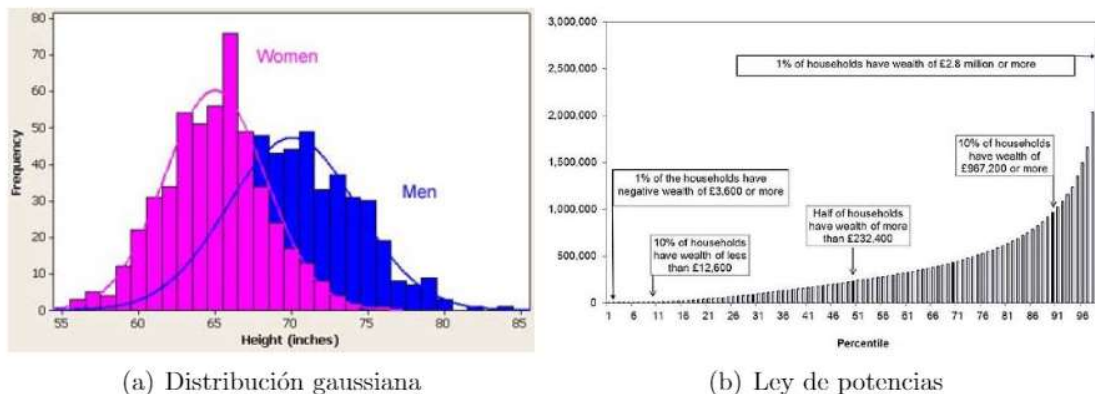 80
70
60
50
40
30
20
10
0
Frequency
Women
Men
55
60
65
70
75
80
85
Height (inches)
(a) Distribución gaussiana
3,000,000
2,500,000
2,000,000
1,500,000
1,000,000
500,000
0
1% of households have wealth of £2.8 million or more
10% of households
have wealth of
£967,200 or more
1% of the households have
negative wealth of £3,600 or more
Half of households
have wealth of more
than £232,400
10% of households
have wealth of less
than £12,600
1 6 11 16 21 26 31 36 41 46 51 56 61 66 71 76 81 86 91 96
Percentile
(b) Ley de potencias